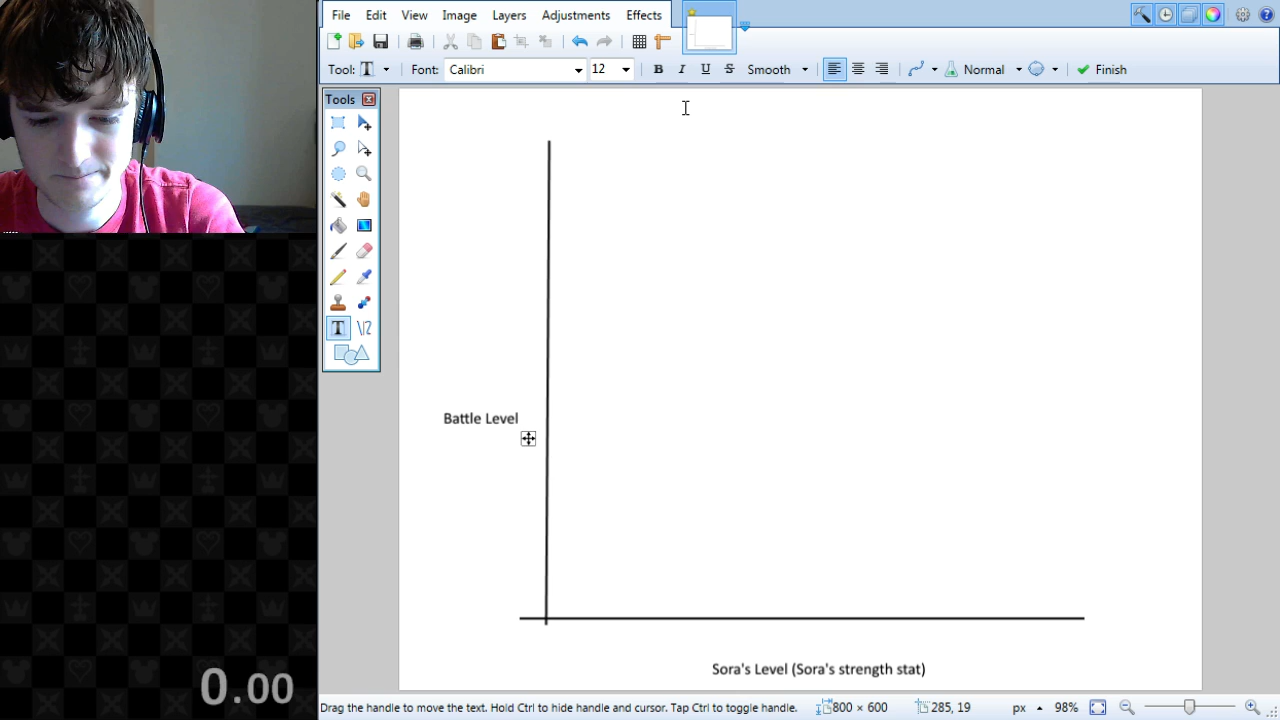 File Edit View Image Layers Adjustments Effects
Tool: T Font: Calibri 12 B I U S Smooth Normal Finish
Tools
Battle Level
Sora's Level (Sora's strength stat)
0.00
Drag the handle to move the text. Hold Ctrl to hide handle and cursor. Tap Ctrl to toggle handle. 800 × 600 285, 19 px 98%